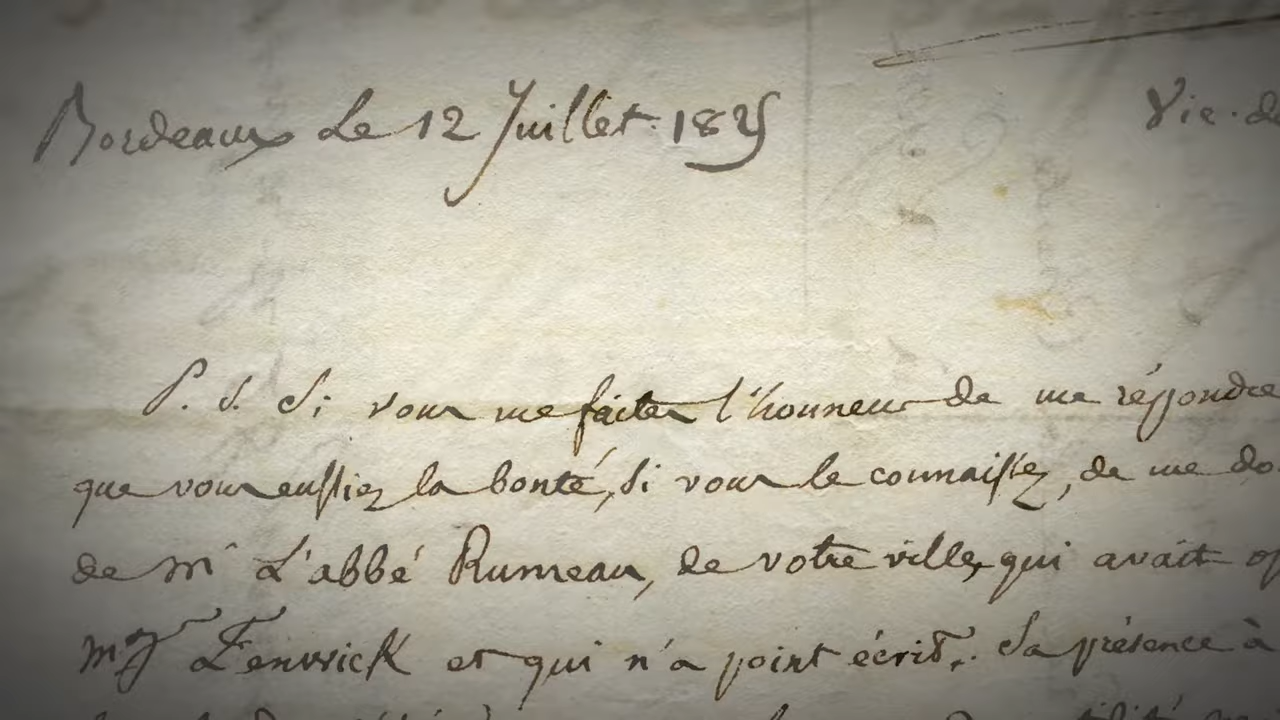 Bordeaux Le 12 Juillet. 1825 Vie. de
P. S. Si vous me faites l'honneur de me répondre
que vous eussiez la bonté, si vous le connaissez, de me do
de Mr L'abbé Rumeau, de votre ville, qui avait
Mgr Fenwick et qui n'a point écrit. Sa présence à